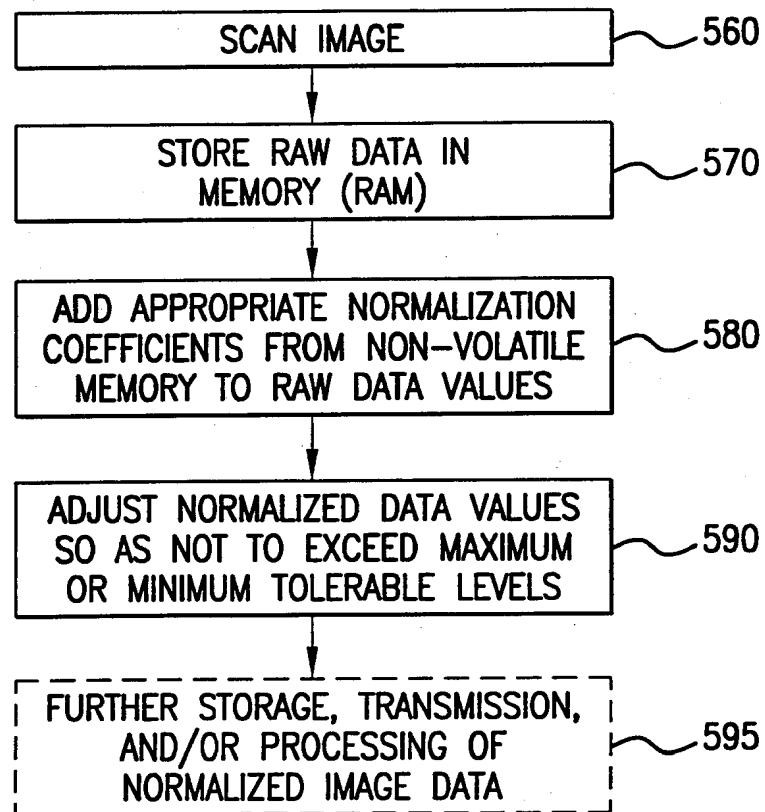 SCAN IMAGE
560
STORE RAW DATA IN
MEMORY (RAM)
570
ADD APPROPRIATE NORMALIZATION
COEFFICIENTS FROM NON-VOLATILE
MEMORY TO RAW DATA VALUES
580
ADJUST NORMALIZED DATA VALUES
SO AS NOT TO EXCEED MAXIMUM
OR MINIMUM TOLERABLE LEVELS
590
FURTHER STORAGE, TRANSMISSION,
AND/OR PROCESSING OF
NORMALIZED IMAGE DATA
595